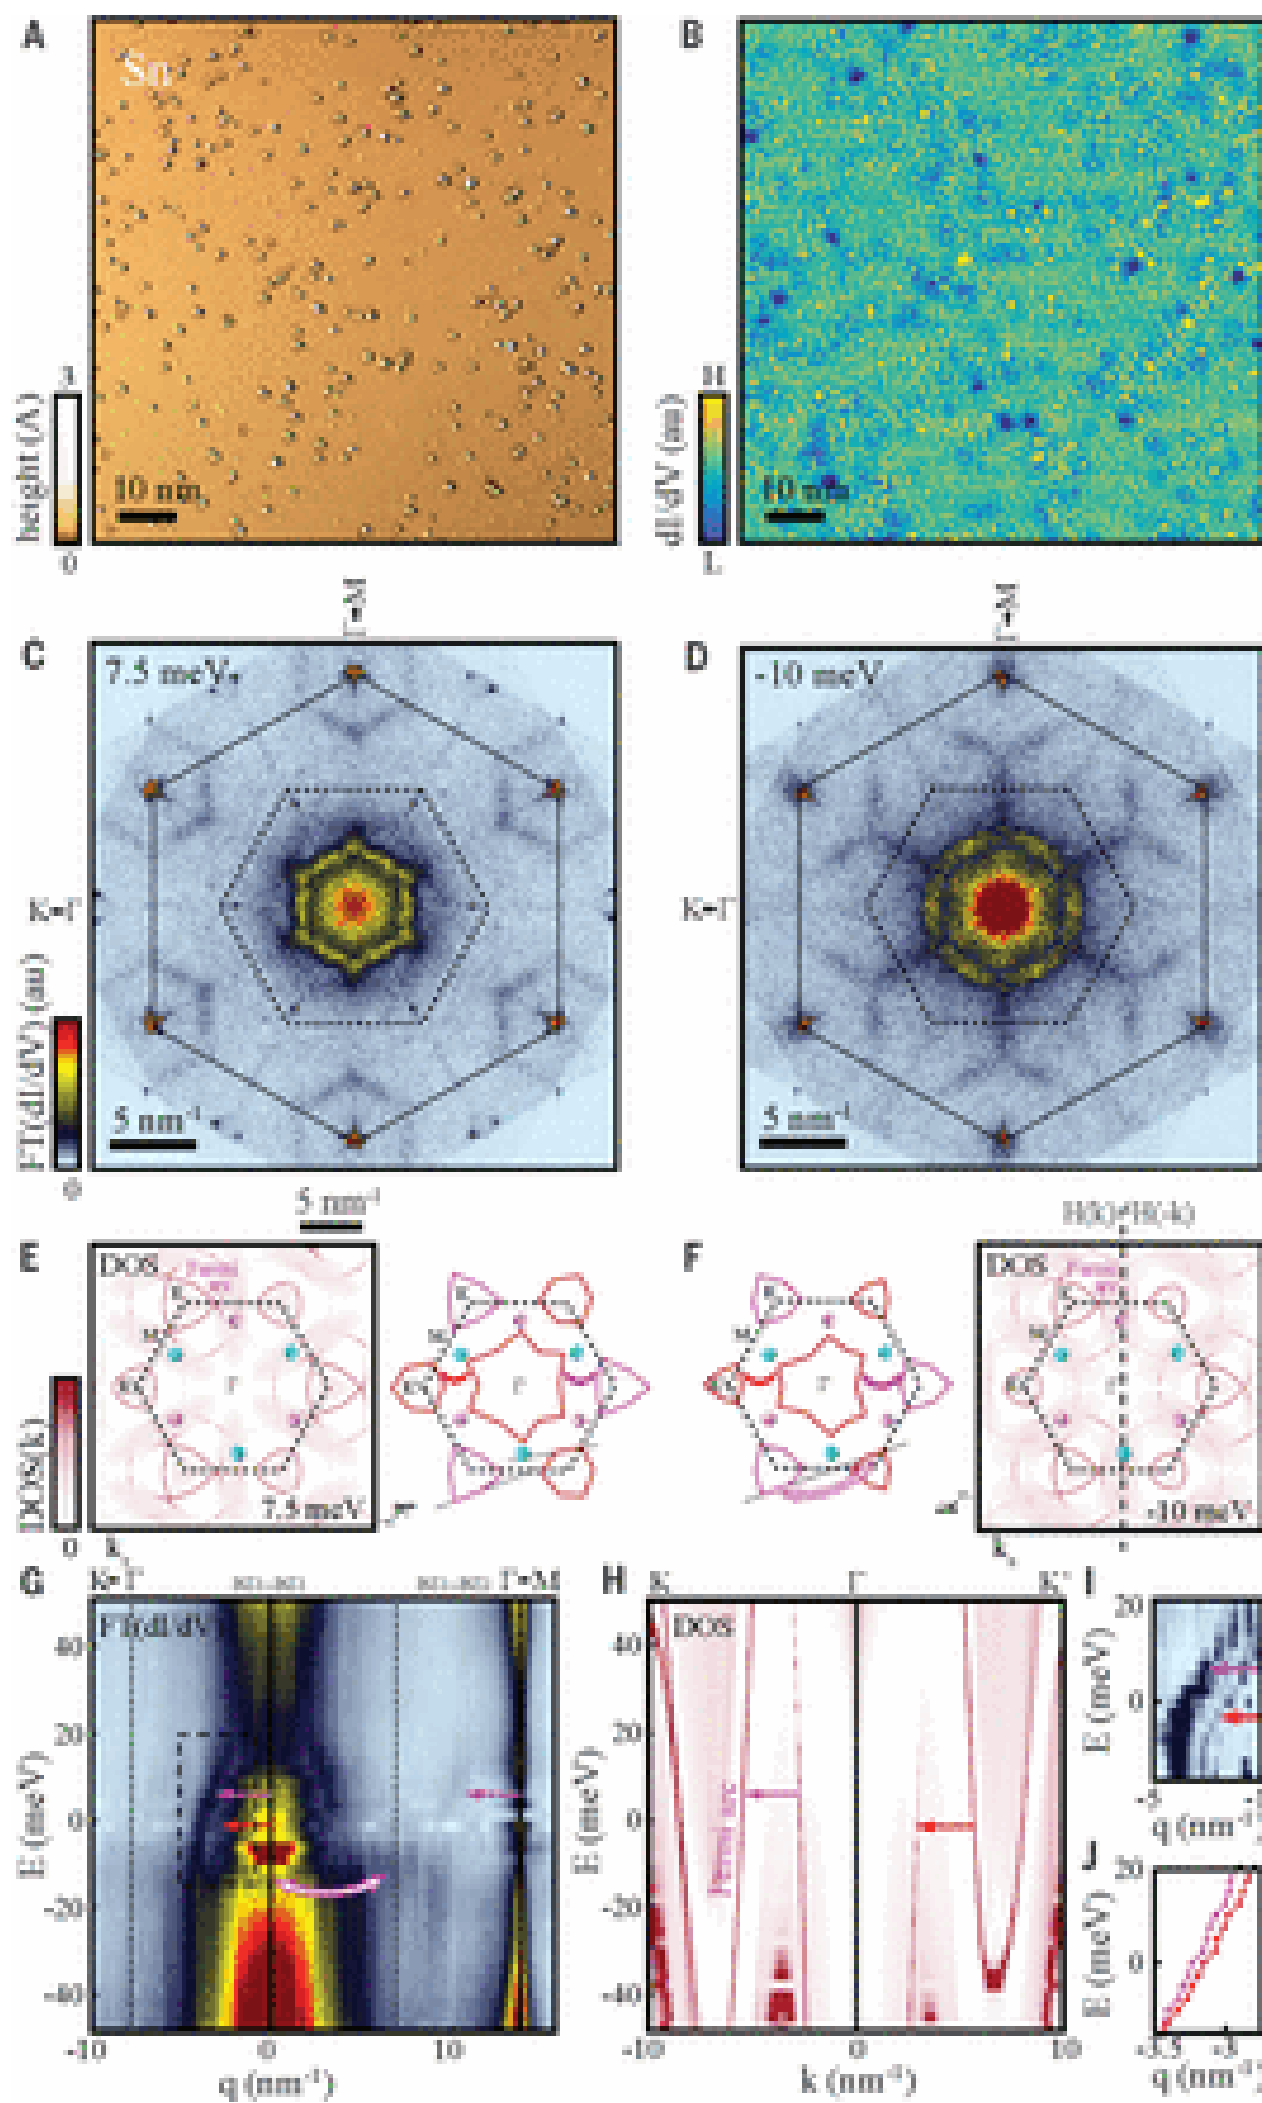 A
Sn
height (A)
0
10 nm
B
dI/dV (au)
H
L
10 nm
Γ-M
C
7.5 meV
K-Γ
FT(dI/dV) (au)
0
5 nm⁻¹
Γ-M
D
-10 meV
K-Γ
5 nm⁻¹
5 nm⁻¹
H(k)≠H(-k)
E
DOS
M
Γ
7.5 meV
DOS(k)
0
M
Γ
F
M
Γ
DOS
M
-10 meV
G
K-Γ
Γ-M
FT(dI/dV)
E (meV)
40
20
0
-20
-40
-10
0
10
q (nm⁻¹)
H
K
Γ
K'
DOS
Fermi arc
E (meV)
40
20
0
-20
-40
-10
0
10
k (nm⁻¹)
I
E (meV)
20
0
-5
q (nm⁻¹
J
E (meV)
20
0
-3.5
-3
q (nm⁻¹